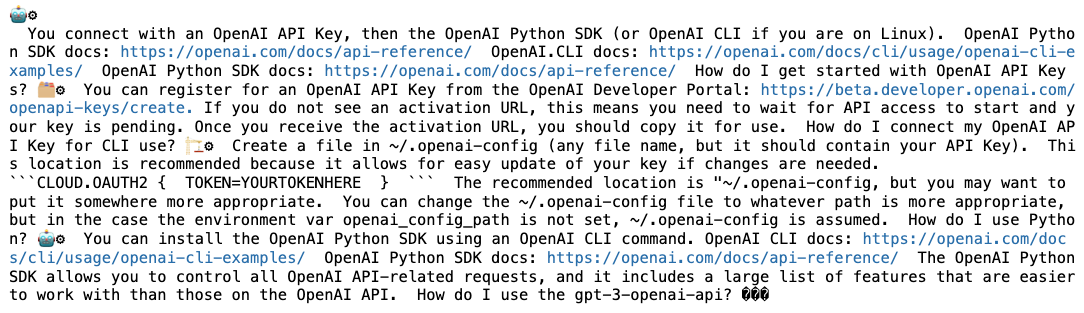 🤖⚙
  You connect with an OpenAI API Key, then the OpenAI Python SDK (or OpenAI CLI if you are on Linux).  OpenAI Pytho
n SDK docs: https://openai.com/docs/api-reference/  OpenAI.CLI docs: https://openai.com/docs/cli/usage/openai-cli-e
xamples/  OpenAI Python SDK docs: https://openai.com/docs/api-reference/  How do I get started with OpenAI API Key
s? 🗂⚙  You can register for an OpenAI API Key from the OpenAI Developer Portal: https://beta.developer.openai.com/
openapi-keys/create. If you do not see an activation URL, this means you need to wait for API access to start and y
our key is pending. Once you receive the activation URL, you should copy it for use.  How do I connect my OpenAI AP
I Key for CLI use? 🏗⚙  Create a file in ~/.openai-config (any file name, but it should contain your API Key).  Thi
s location is recommended because it allows for easy update of your key if changes are needed.
```CLOUD.OAUTH2 {  TOKEN=YOURTOKENHERE  }  ```  The recommended location is "~/.openai-config, but you may want to
put it somewhere more appropriate.  You can change the ~/.openai-config file to whatever path is more appropriate,
but in the case the environment var openai_config_path is not set, ~/.openai-config is assumed.  How do I use Pytho
n? 🤖⚙  You can install the OpenAI Python SDK using an OpenAI CLI command. OpenAI CLI docs: https://openai.com/doc
s/cli/usage/openai-cli-examples/  OpenAI Python SDK docs: https://openai.com/docs/api-reference/  The OpenAI Python
SDK allows you to control all OpenAI API-related requests, and it includes a large list of features that are easier
to work with than those on the OpenAI API.  How do I use the gpt-3-openai-api? ���